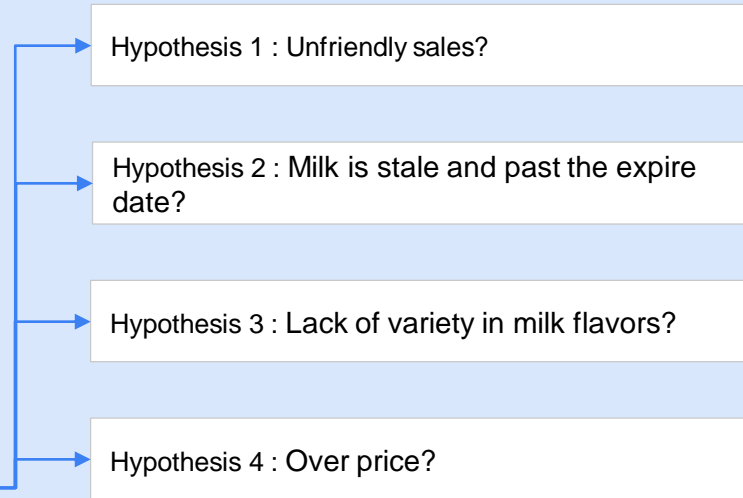 Hypothesis 1 : Unfriendly sales?
Hypothesis 2 : Milk is stale and past the expire
date?
Hypothesis 3 : Lack of variety in milk flavors?
Hypothesis 4 : Over price?